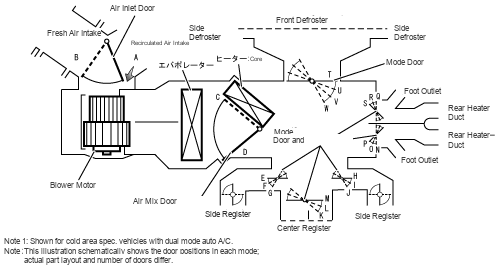 Air Inlet Door
Front Defroster
Fresh Air Intake
Side
Defroster
Side
Defroster
Recirculated Air Intake
B
A
エバポレーター
ヒーター:Core
Mode Door
T
U
V
W
C
D
Mode
Door and
Q
R
S
P
O
N
Foot Outlet
Rear Heater
Duct
Rear Heater
Duct
Foot Outlet
Blower Motor
Air Mix Door
E
F
G
H
I
J
M
L
K
Side Register
Center Register
Side Register
Note 1: Shown for cold area spec. vehicles with dual mode auto A/C.
Note:This illustration schematically shows the door positions in each mode;
actual part layout and number of doors differ.